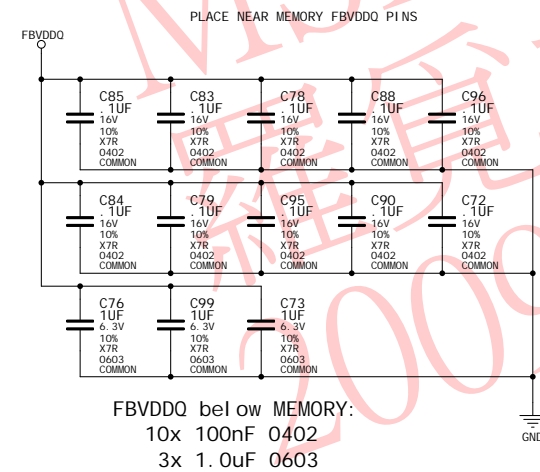 PLACE NEAR MEMORY FBVDDQ PINS
FBVDDQ
C85
.1UF
16V
10%
X7R
0402
COMMON
C83
.1UF
16V
10%
X7R
0402
COMMON
C78
.1UF
16V
10%
X7R
0402
COMMON
C88
.1UF
16V
10%
X7R
0402
COMMON
C96
.1UF
16V
10%
X7R
0402
COMMON
C84
.1UF
16V
10%
X7R
0402
COMMON
C79
.1UF
16V
10%
X7R
0402
COMMON
C95
.1UF
16V
10%
X7R
0402
COMMON
C90
.1UF
16V
10%
X7R
0402
COMMON
C72
.1UF
16V
10%
X7R
0402
COMMON
C76
1UF
6.3V
10%
X7R
0603
COMMON
C99
1UF
6.3V
10%
X7R
0603
COMMON
C73
1UF
6.3V
10%
X7R
0603
COMMON
FBVDDQ below MEMORY:
10x 100nF 0402
3x 1.0uF 0603
GND
羅
200